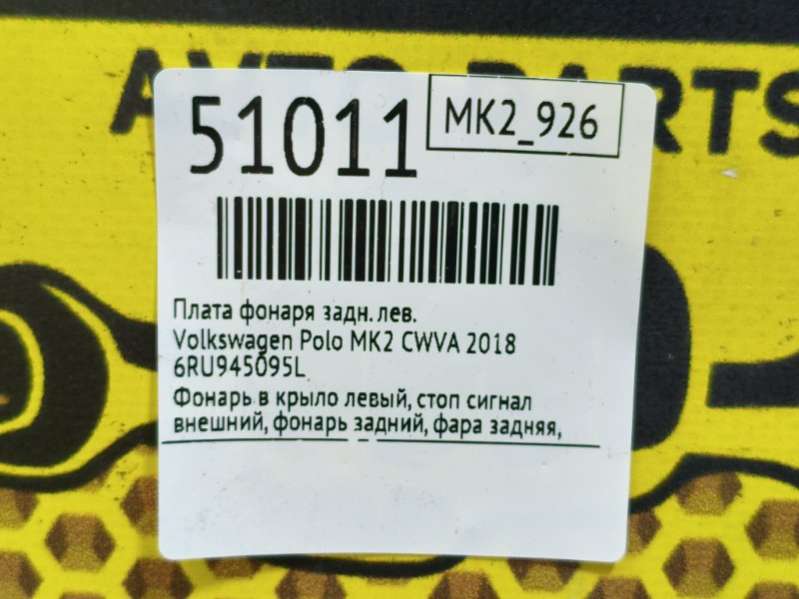 AVTO PARTS
51011
MK2_926
Плата фонаря задн. лев.
Volkswagen Polo MK2 CWVA 2018
6RU945095L
Фонарь в крыло левый, стоп сигнал
внешний, фонарь задний, фара задняя,